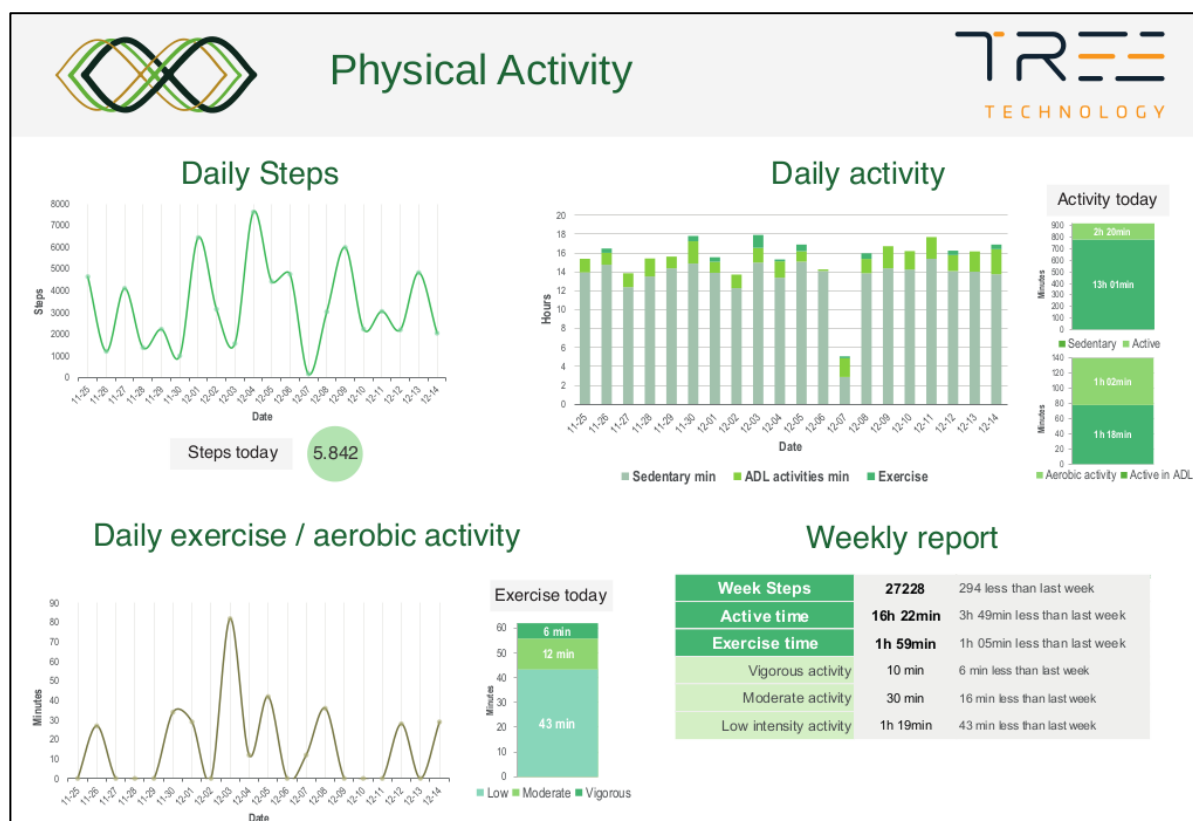 Physical Activity
TREE
TECHNOLOGY
Daily Steps
8000
7000
6000
5000
4000
3000
2000
1000
0
Steps
11-25 11-26 11-27 11-28 11-29 11-30 12-01 12-02 12-03 12-04 12-05 12-06 12-07 12-08 12-09 12-10 12-11 12-12 12-13 12-14
Date
Steps today 5.842
Daily activity
20
18
16
14
12
10
8
6
4
2
0
Hours
11-25 11-26 11-27 11-28 11-29 11-30 12-01 12-02 12-03 12-04 12-05 12-06 12-07 12-08 12-09 12-10 12-11 12-12 12-13 12-14
Date
Sedentary min ADL activities min Exercise
Activity today
900
800
700
600
500
400
300
200
100
0
Minutes
2h 20min
13h 01min
Sedentary Active
140
120
100
80
60
40
20
0
Minutes
1h 02min
1h 18min
Aerobic activity Active in ADL
Daily exercise / aerobic activity
90
80
70
60
50
40
30
20
10
0
Minutes
11-25 11-26 11-27 11-28 11-29 11-30 12-01 12-02 12-03 12-04 12-05 12-06 12-07 12-08 12-09 12-10 12-11 12-12 12-13 12-14
Date
Exercise today
60
50
40
30
20
10
0
Minutes
6 min
12 min
43 min
Low Moderate Vigorous
Weekly report
Week Steps 27228 294 less than last week
Active time 16h 22min 3h 49min less than last week
Exercise time 1h 59min 1h 05min less than last week
Vigorous activity 10 min 6 min less than last week
Moderate activity 30 min 16 min less than last week
Low intensity activity 1h 19min 43 min less than last week